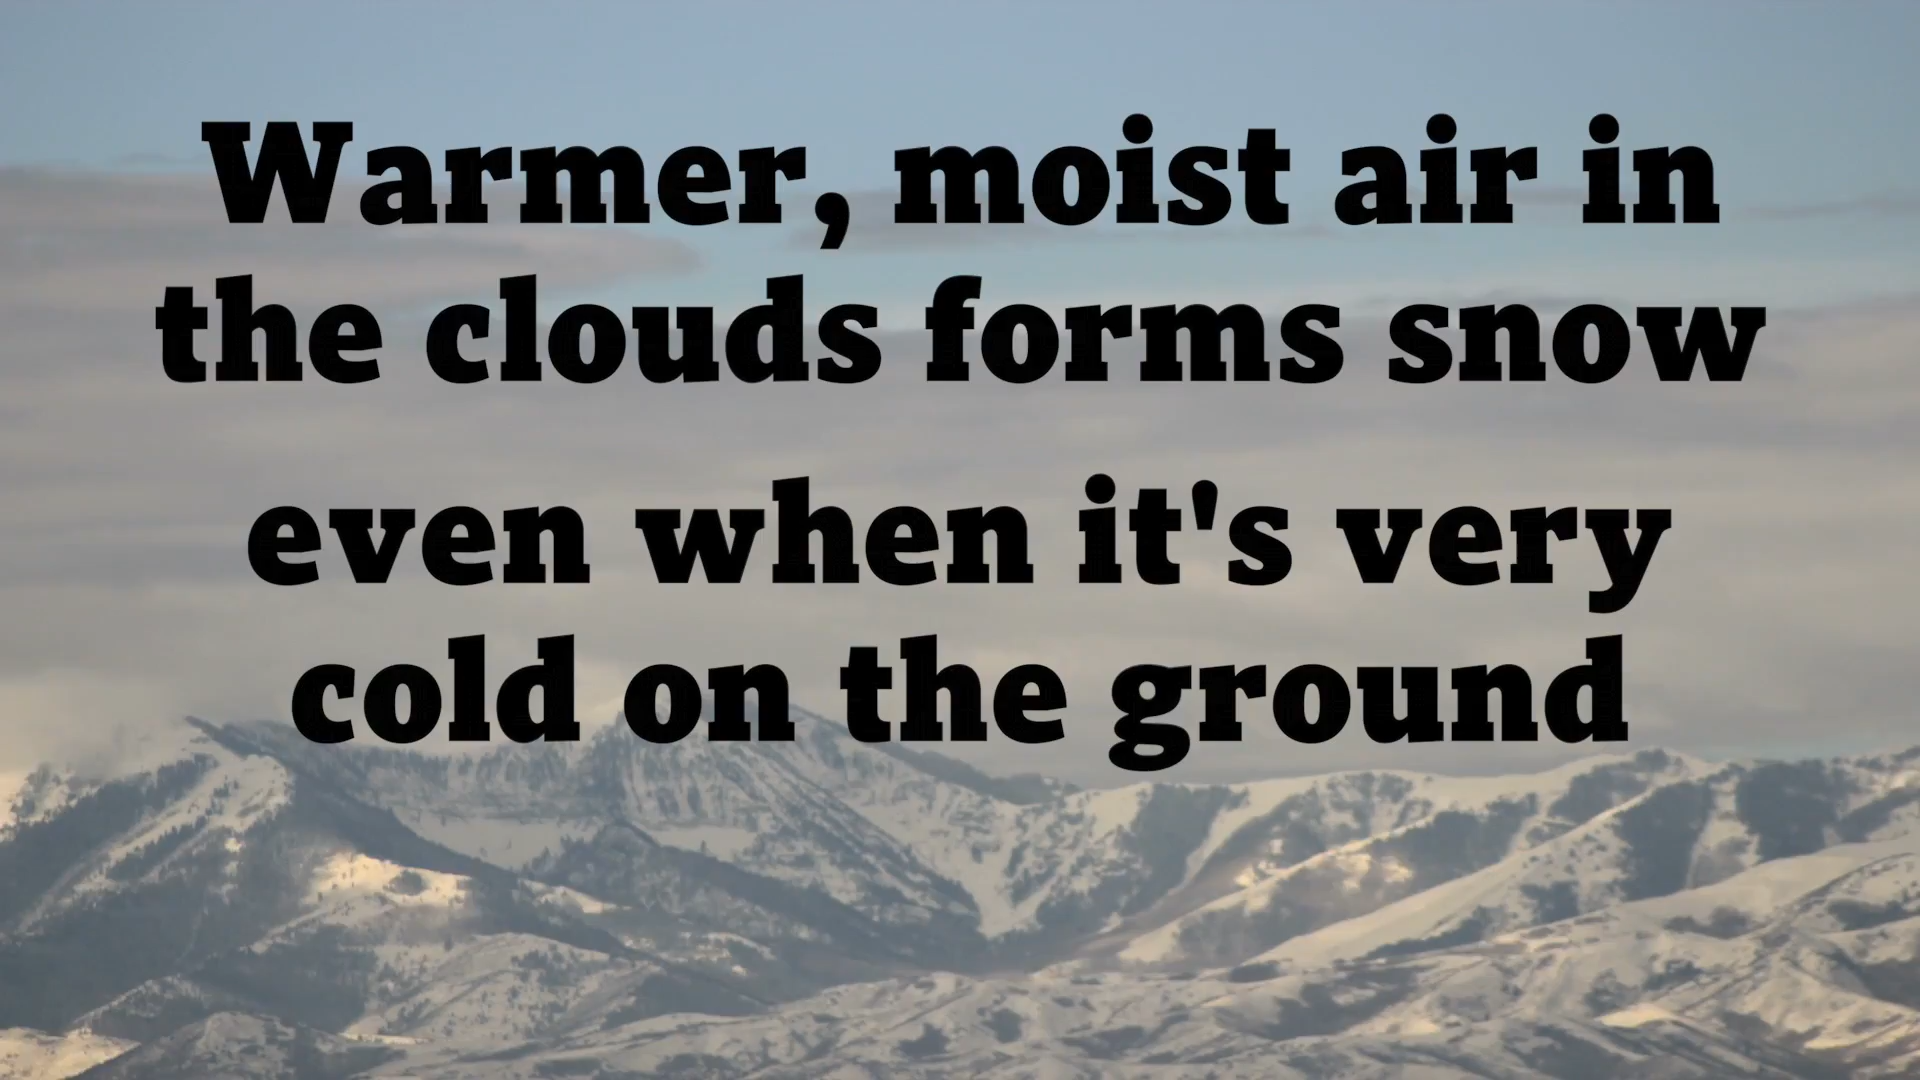 Warmer, moist air in
the clouds forms snow
even when it's very
cold on the ground